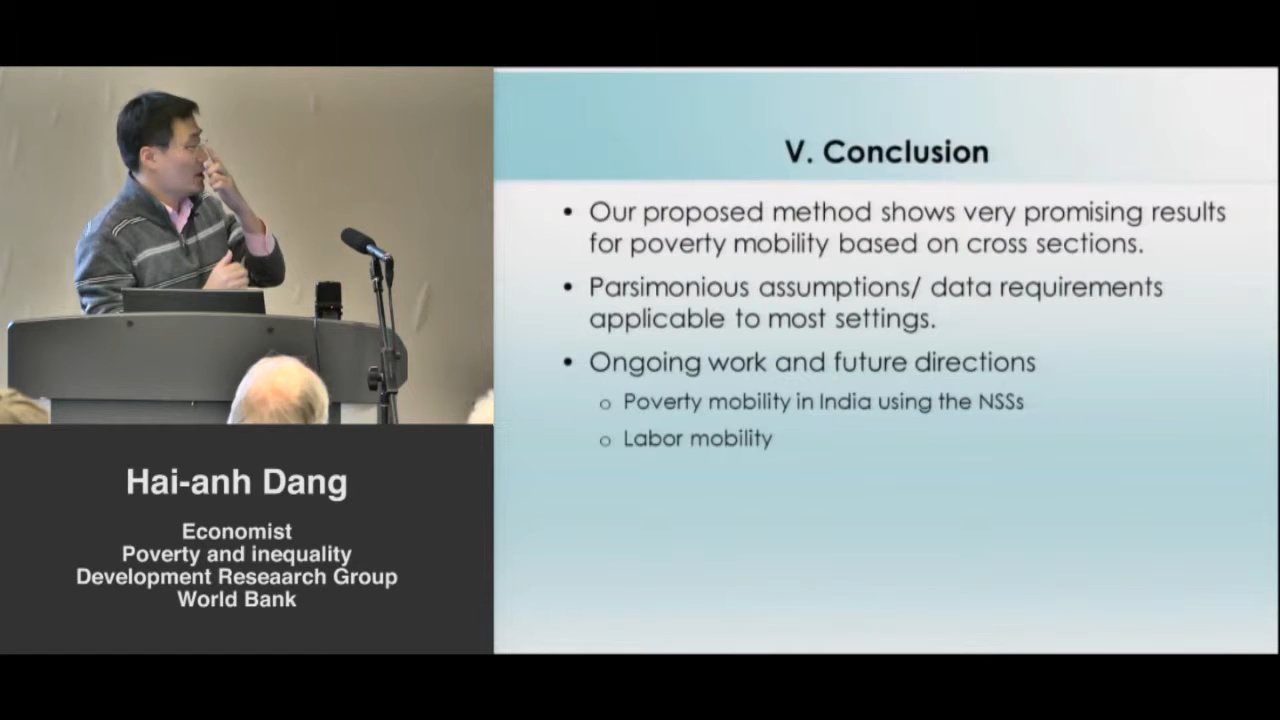 V. Conclusion
• Our proposed method shows very promising results
for poverty mobility based on cross sections.
• Parsimonious assumptions/ data requirements
applicable to most settings.
• Ongoing work and future directions
o Poverty mobility in India using the NSSs
o Labor mobility
Hai-anh Dang
Economist
Poverty and inequality
Development Reseaarch Group
World Bank